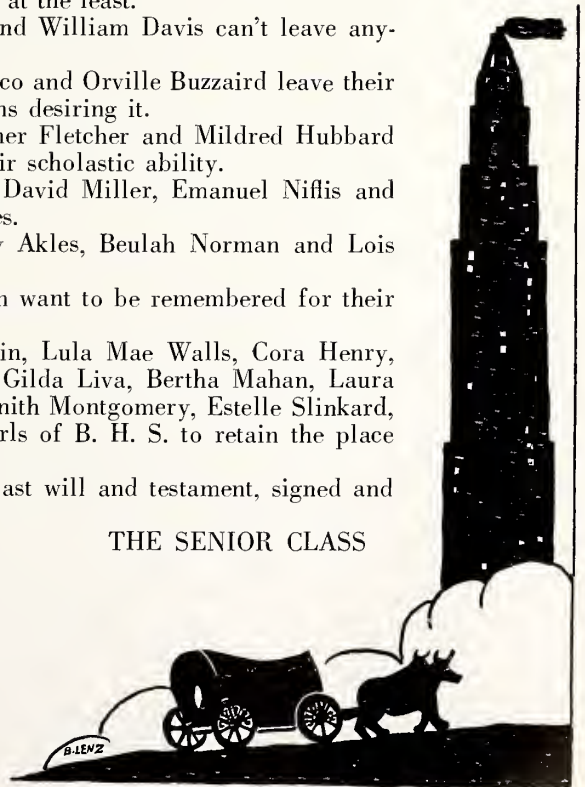 at the least.
nd William Davis can't leave any-
co and Orville Buzzaird leave their
ns desiring it.
ner Fletcher and Mildred Hubbard
ir scholastic ability.
David Miller, Emanuel Niflis and
s.
Akles, Beulah Norman and Lois
n want to be remembered for their
in, Lula Mae Walls, Cora Henry,
Gilda Liva, Bertha Mahan, Laura
nith Montgomery, Estelle Slinkard,
rls of B. H. S. to retain the place
ast will and testament, signed and
THE SENIOR CLASS
B. LENZ